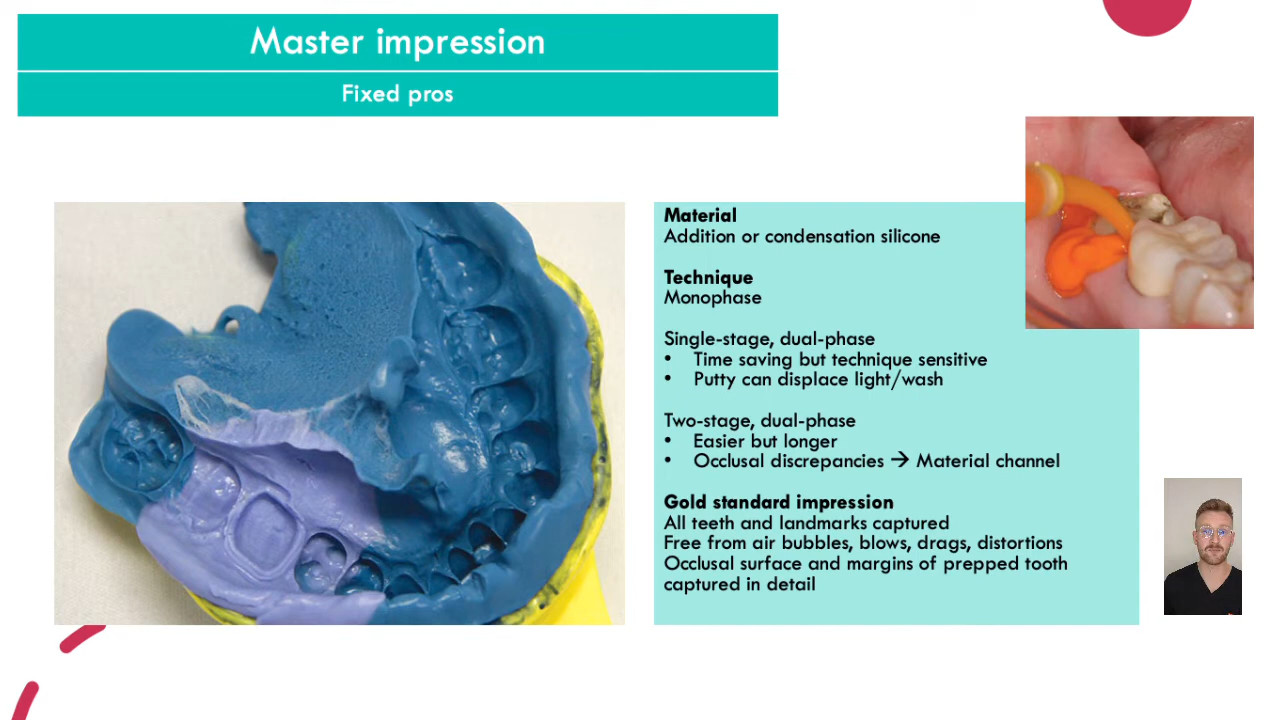 Master impression
Fixed pros
Material
Addition or condensation silicone
Technique
Monophase
Single-stage, dual-phase
• Time saving but technique sensitive
• Putty can displace light/wash
Two-stage, dual-phase
• Easier but longer
• Occlusal discrepancies → Material channel
Gold standard impression
All teeth and landmarks captured
Free from air bubbles, blows, drags, distortions
Occlusal surface and margins of prepped tooth
captured in detail